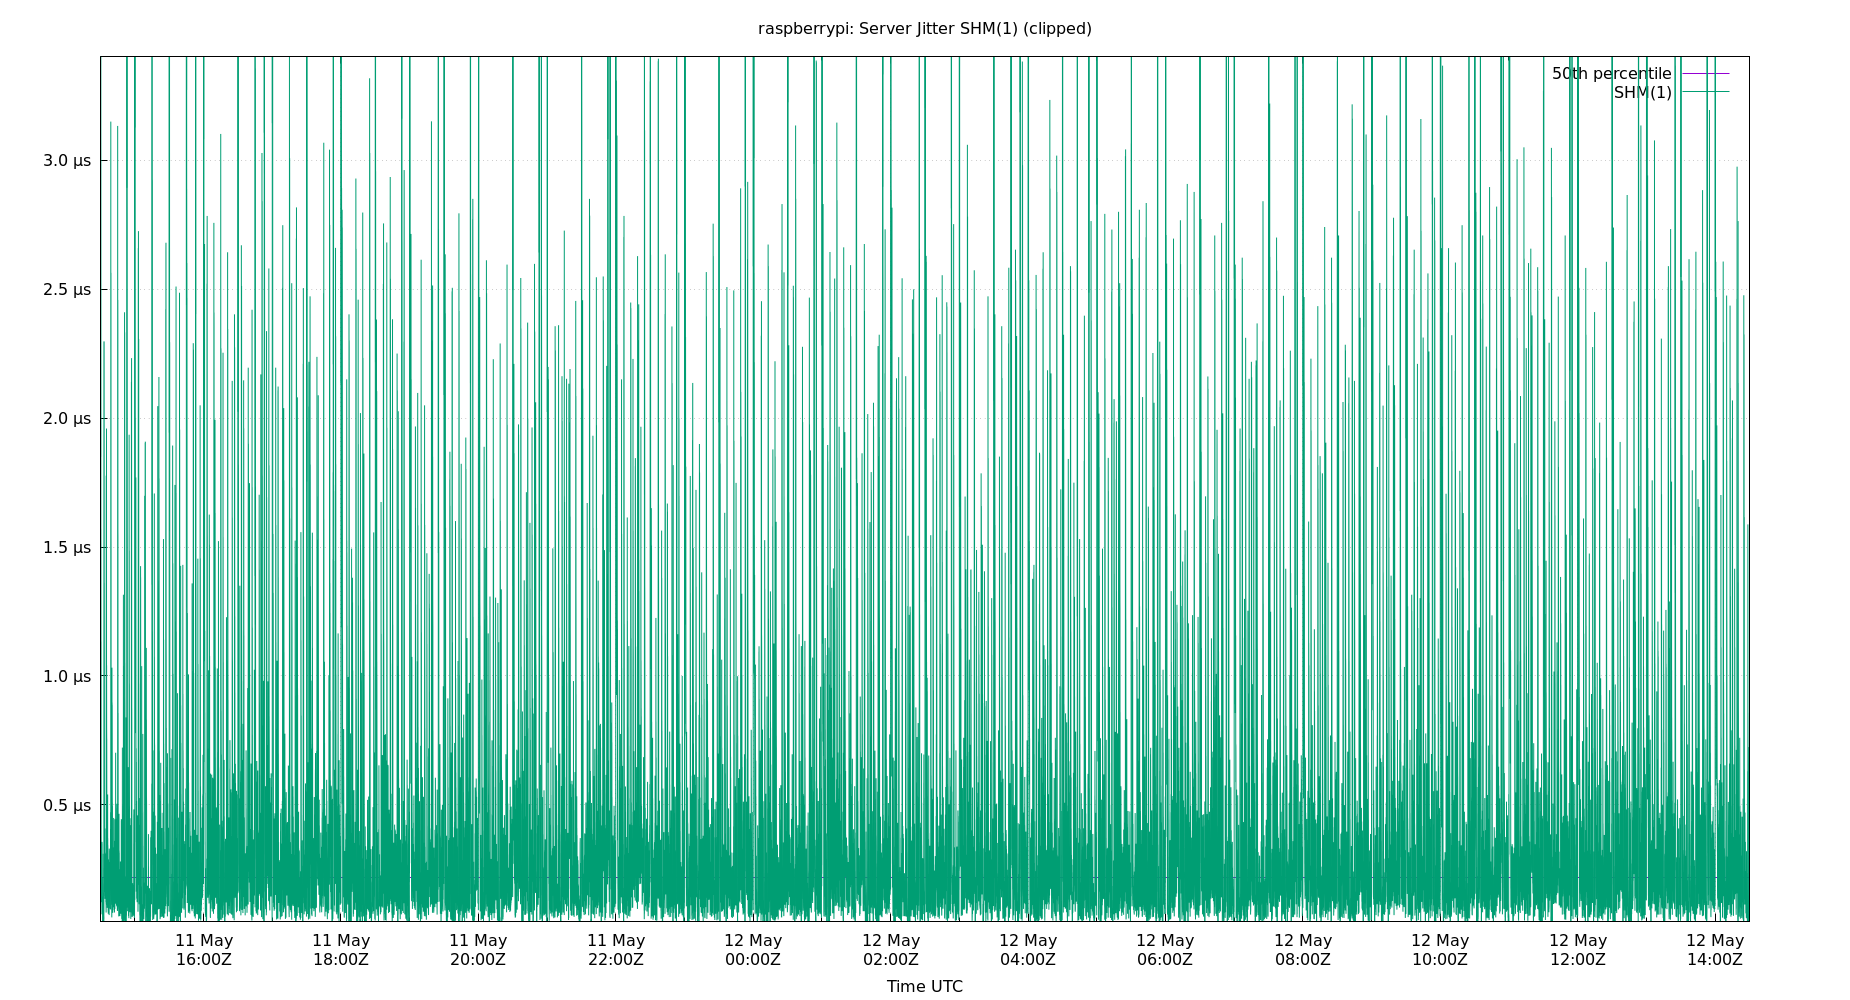 raspberrypi: Server Jitter SHM(1) (clipped)
50th percentile
SHM(1)
3.0 µs
2.5 µs
2.0 µs
1.5 µs
1.0 µs
0.5 µs
11 May 11 May 11 May 11 May 12 May 12 May 12 May 12 May 12 May 12 May 12 May 12 May
16:00Z 18:00Z 20:00Z 22:00Z 00:00Z 02:00Z 04:00Z 06:00Z 08:00Z 10:00Z 12:00Z 14:00Z
Time UTC